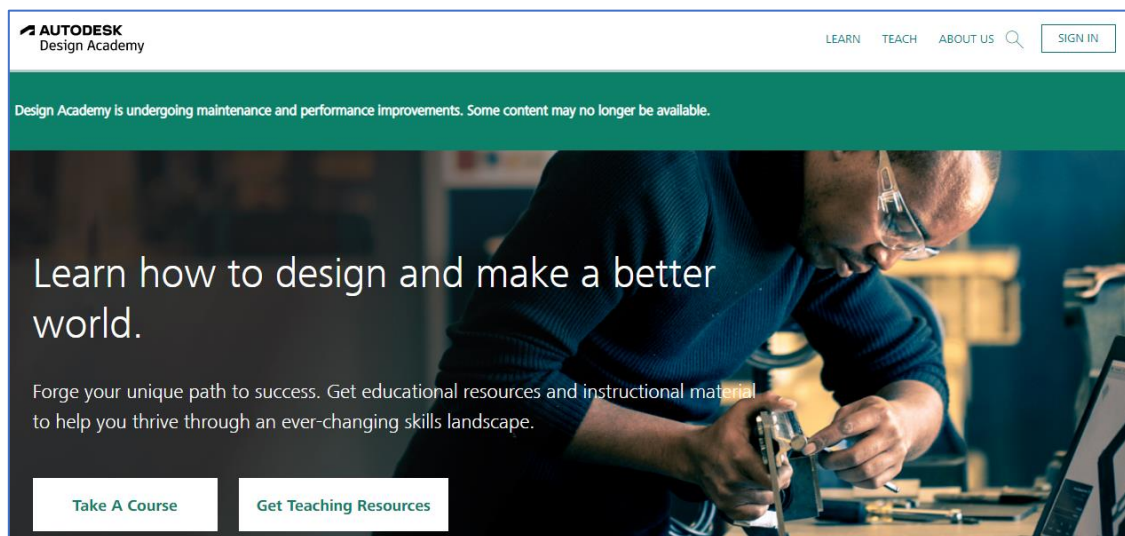 AUTODESK
Design Academy
LEARN TEACH ABOUT US SIGN IN
Design Academy is undergoing maintenance and performance improvements. Some content may no longer be available.
Learn how to design and make a better
world.
Forge your unique path to success. Get educational resources and instructional material
to help you thrive through an ever-changing skills landscape.
Take A Course Get Teaching Resources